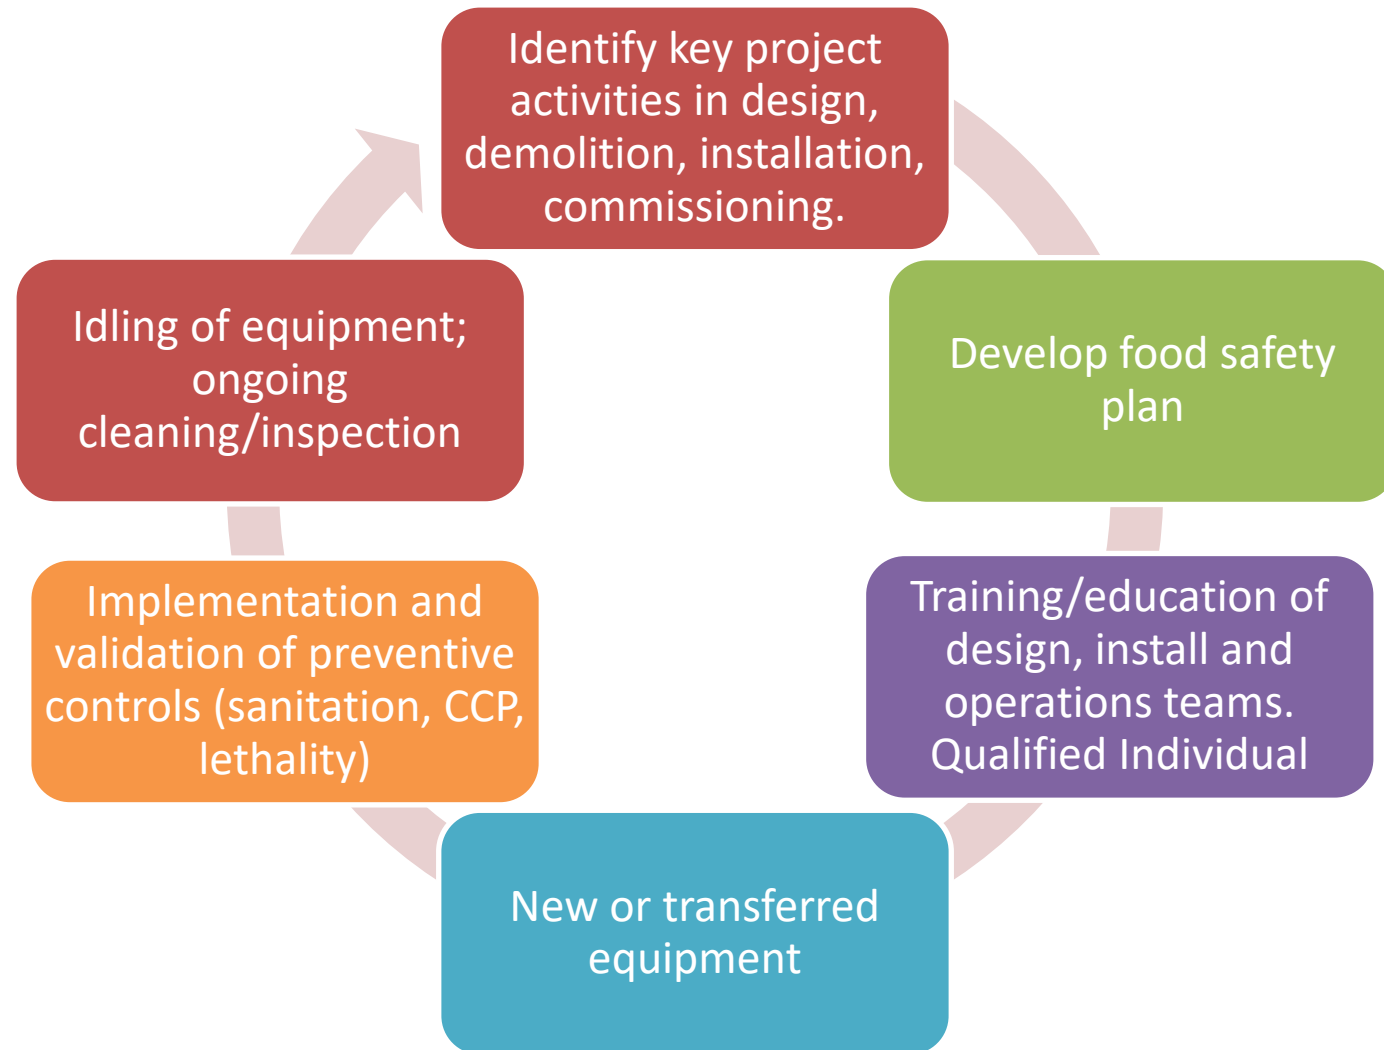 Identify key project
activities in design,
demolition, installation,
commissioning.
Develop food safety
plan
Training/education of
design, install and
operations teams.
Qualified Individual
New or transferred
equipment
Implementation and
validation of preventive
controls (sanitation, CCP,
lethality)
Idling of equipment;
ongoing
cleaning/inspection